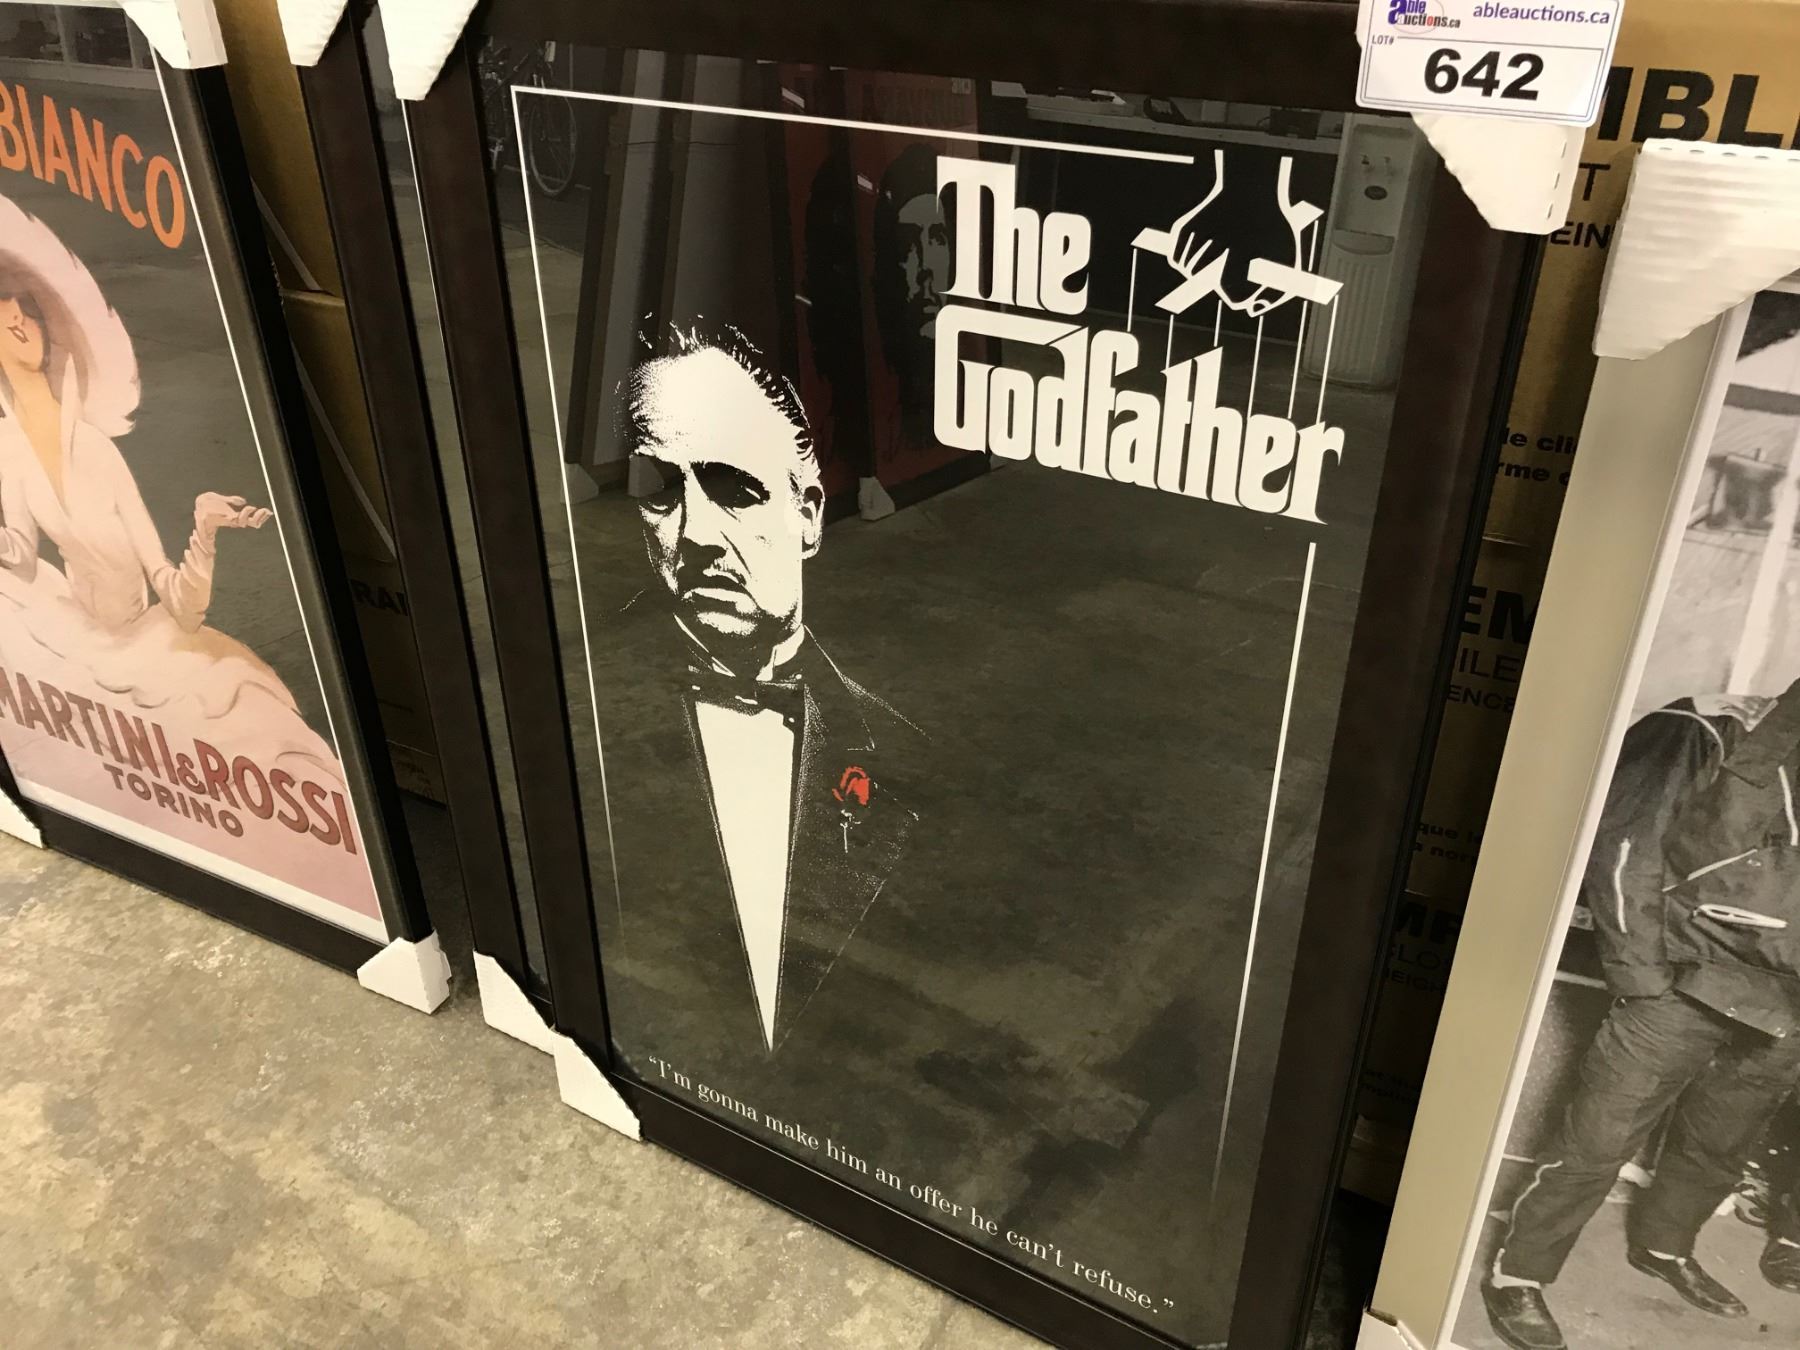 able auctions.ca
ableauctions.ca
LOT#
642
BIANCO
MARTINI & ROSSI
TORINO
The
Godfather
“I’m gonna make him an offer he can’t refuse.”